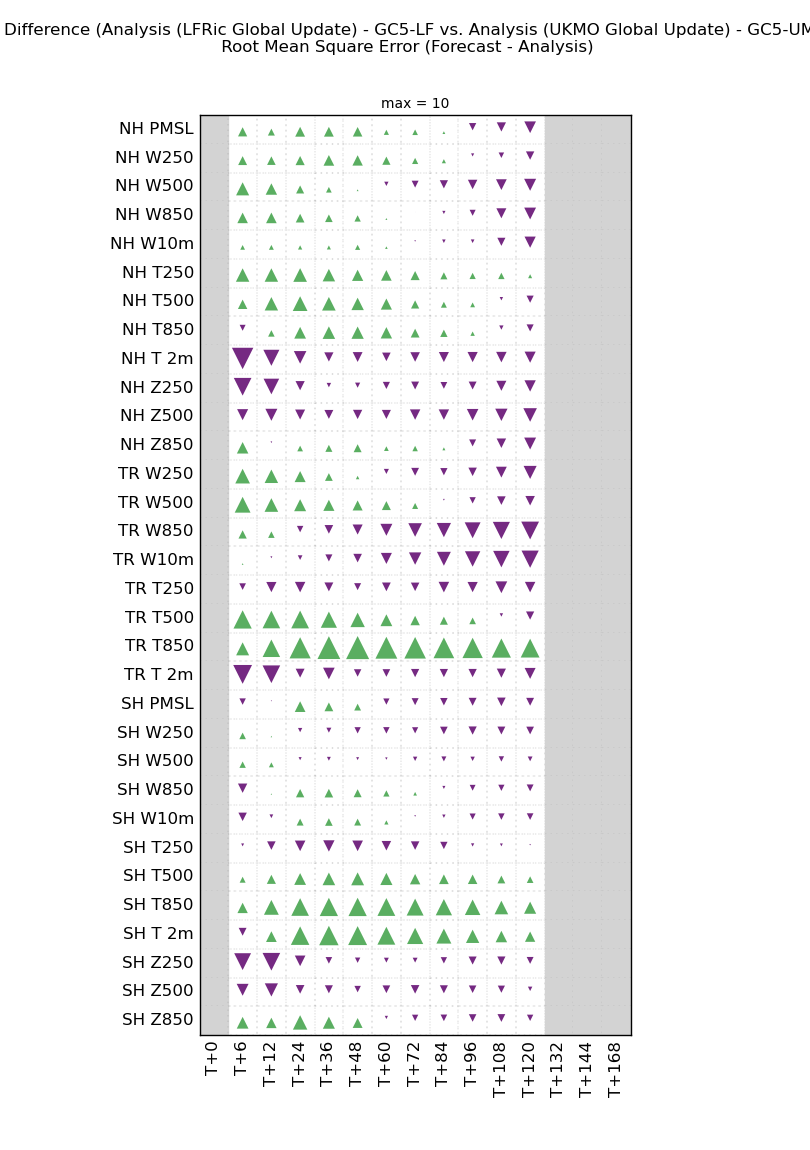 Difference (Analysis (LFRic Global Update) - GC5-LF vs. Analysis (UKMO Global Update) - GC5-UM
Root Mean Square Error (Forecast - Analysis)
max = 10
NH PMSL
NH W250
NH W500
NH W850
NH W10m
NH T250
NH T500
NH T850
NH T 2m
NH Z250
NH Z500
NH Z850
TR W250
TR W500
TR W850
TR W10m
TR T250
TR T500
TR T850
TR T 2m
SH PMSL
SH W250
SH W500
SH W850
SH W10m
SH T250
SH T500
SH T850
SH T 2m
SH Z250
SH Z500
SH Z850
T+0
T+6
T+12
T+24
T+36
T+48
T+60
T+72
T+84
T+96
T+108
T+120
T+132
T+144
T+168